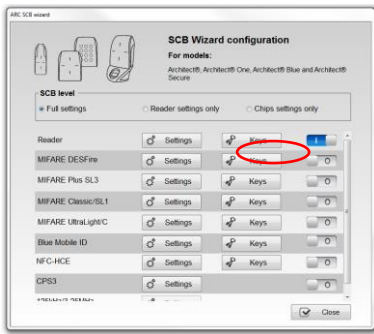 ARC SCB wizard
SCB Wizard configuration
For models:
Architect®, Architect® One, Architect® Blue and Architect®
Secure
SCB level
Full settings Reader settings only Chips settings only
Reader Settings Keys I
MIFARE DESFire Settings Keys O
MIFARE Plus SL3 Settings Keys O
MIFARE Classic/SL1 Settings Keys O
MIFARE UltraLight/C Settings Keys O
Blue Mobile ID Settings Keys O
NFC-HCE Settings Keys O
CPS3 Settings O
125kHz/3.25MHz
Close